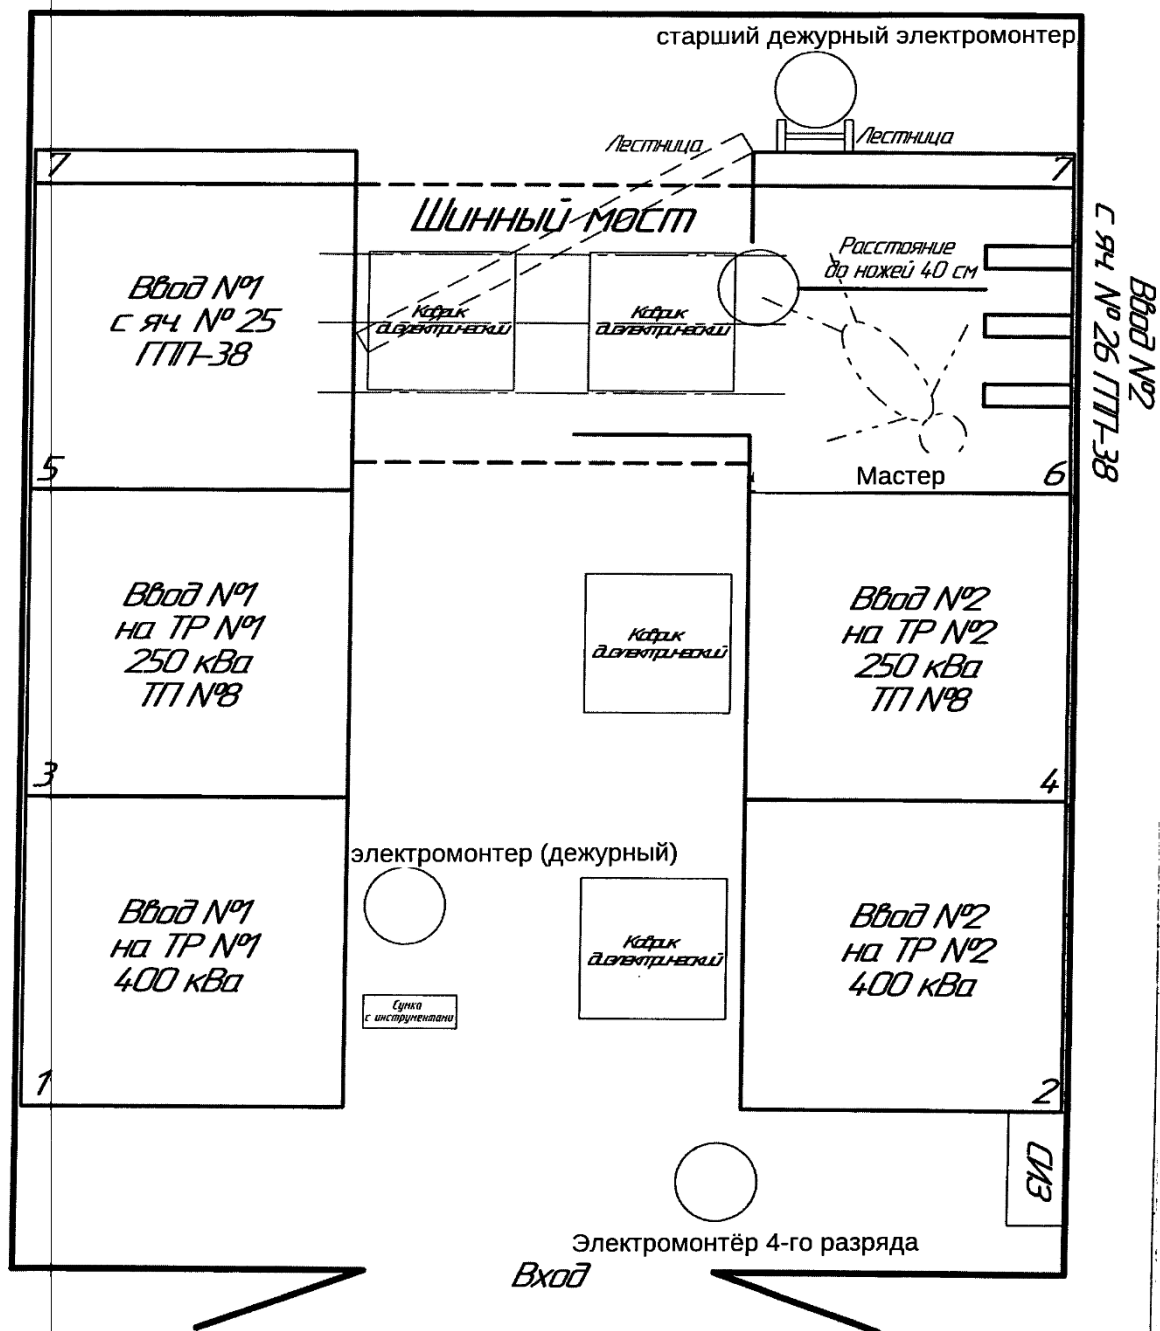 старший дежурный электромонтер
Лестница
Лестница
7
7
Шинный мост
Расстояние
до ножей 40 см
Ввод №1
с яч. № 25
ГПП-38
Коврик
диэлектрический
Коврик
диэлектрический
Ввод №2
с яч № 26 ГПП-38
5
Мастер
6
Ввод №1
на ТР №1
250 кВа
ТП №8
Коврик
диэлектрический
Ввод №2
на ТР №2
250 кВа
ТП №8
3
4
электромонтер (дежурный)
Ввод №1
на ТР №1
400 кВа
Коврик
диэлектрический
Ввод №2
на ТР №2
400 кВа
Сумка
с инструментами
1
2
СИЗ
Электромонтёр 4-го разряда
Вход